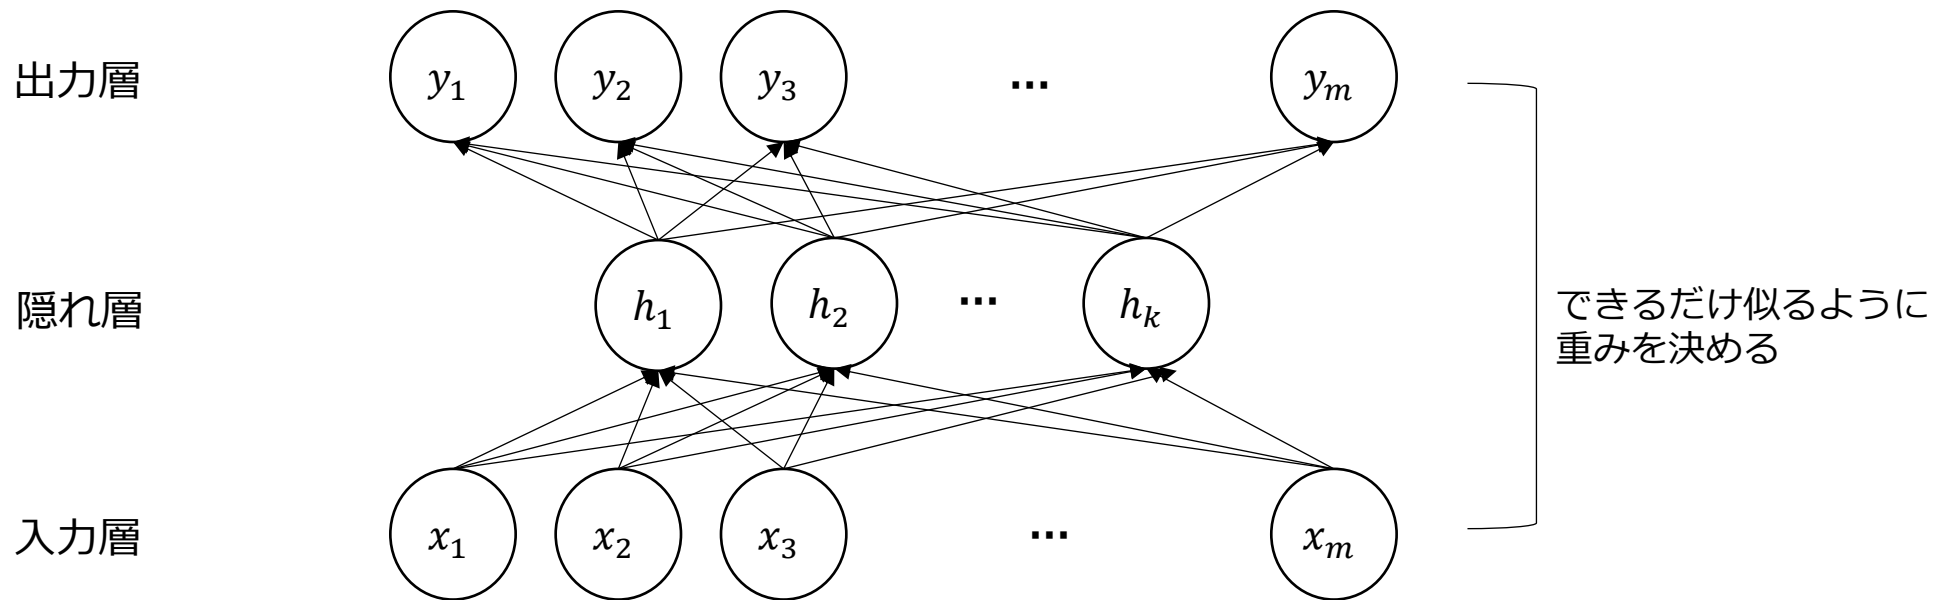 出力層 y₁ y₂ y₃ … yₘ
隠れ層 h₁ h₂ … hₖ
できるだけ似るように
重みを決める
入力層 x₁ x₂ x₃ … xₘ